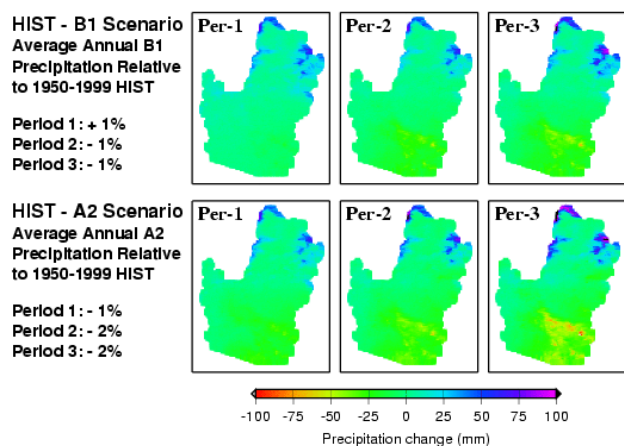 HIST - B1 Scenario
Average Annual B1
Precipitation Relative
to 1950-1999 HIST
Period 1: + 1%
Period 2: - 1%
Period 3: - 1%
Per-1
Per-2
Per-3
HIST - A2 Scenario
Average Annual A2
Precipitation Relative
to 1950-1999 HIST
Period 1: - 1%
Period 2: - 2%
Period 3: - 2%
Per-1
Per-2
Per-3
-100 -75 -50 -25 0 25 50 75 100
Precipitation change (mm)